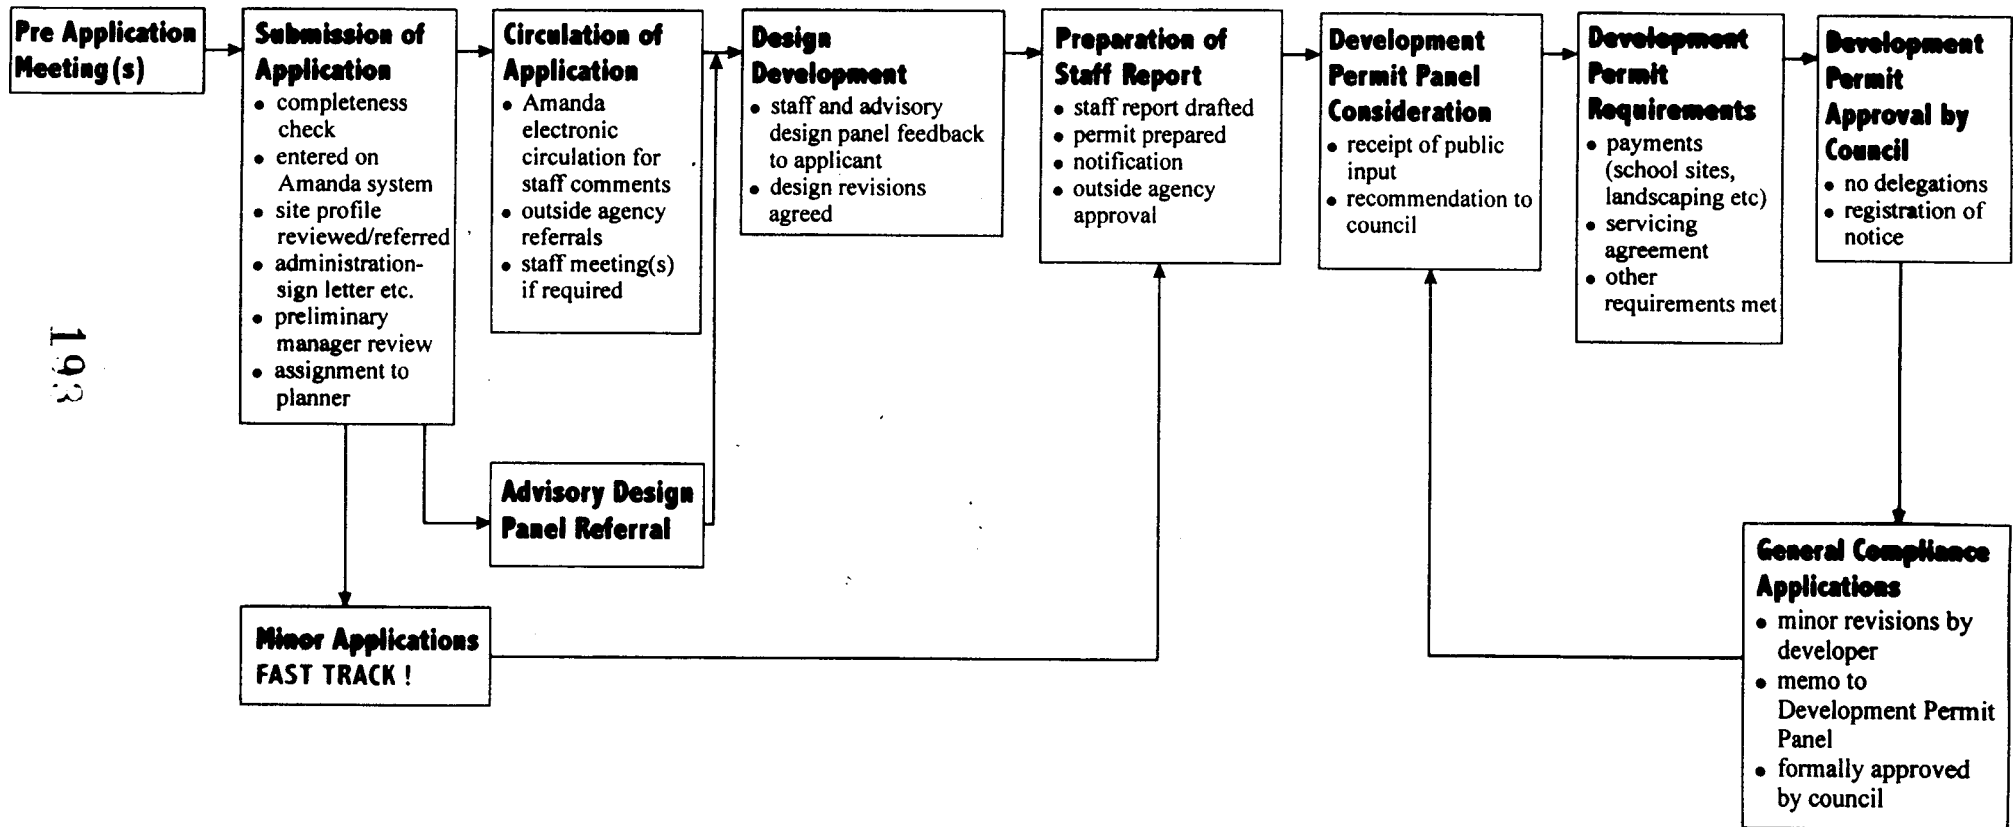 Pre Application
Meeting(s)
Submission of
Application
• completeness
check
• entered on
Amanda system
• site profile
reviewed/referred
• administration-
sign letter etc.
• preliminary
manager review
• assignment to
planner
Circulation of
Application
• Amanda
electronic
circulation for
staff comments
• outside agency
referrals
• staff meeting(s)
if required
Design
Development
• staff and advisory
design panel feedback
to applicant
• design revisions
agreed
Preparation of
Staff Report
• staff report drafted
• permit prepared
• notification
• outside agency
approval
Development
Permit Panel
Consideration
• receipt of public
input
• recommendation to
council
Development
Permit
Requirements
• payments
(school sites,
landscaping etc)
• servicing
agreement
• other
requirements met
Development
Permit
Approval by
Council
• no delegations
• registration of
notice
193
Advisory Design
Panel Referral
Minor Applications
FAST TRACK !
General Compliance
Applications
• minor revisions by
developer
• memo to
Development Permit
Panel
• formally approved
by council